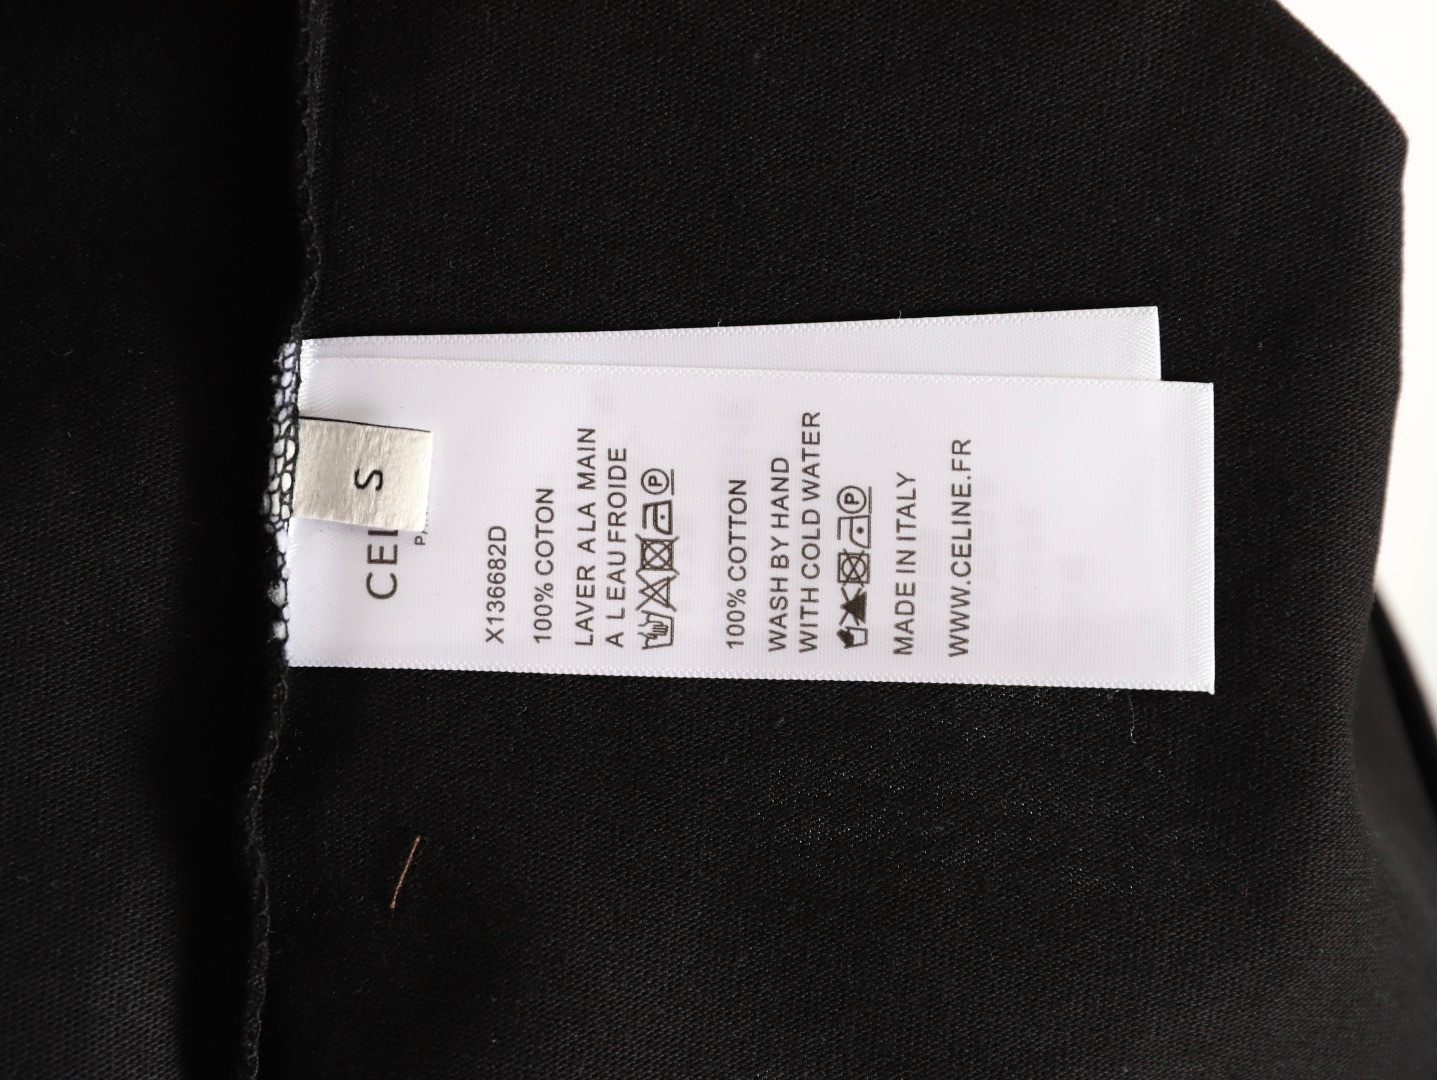 S
X136682D
100% COTON
LAVER A LA MAIN
A L EAU FROIDE
P
100% COTTON
WASH BY HAND
WITH COLD WATER
P
MADE IN ITALY
WWW.CELINE.FR